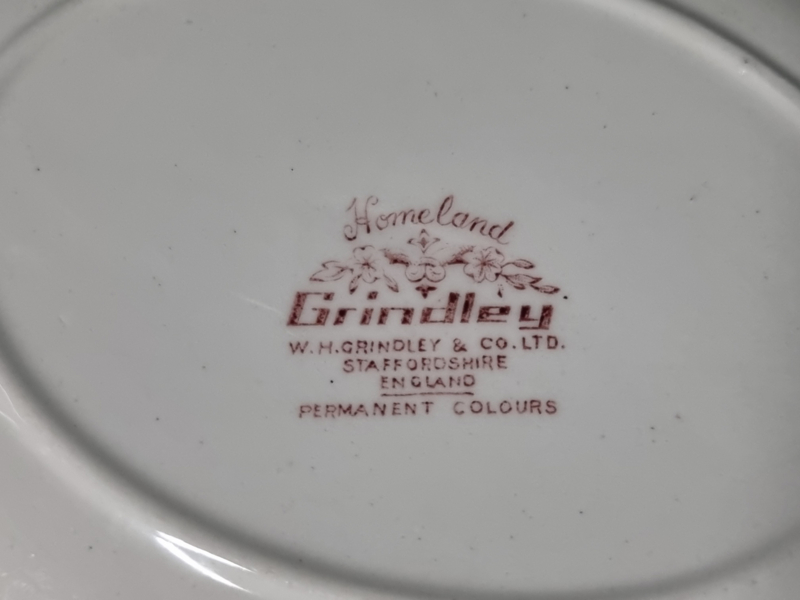 Homeland
Grindley
W.H.GRINDLEY & CO.LTD.
STAFFORDSHIRE
ENGLAND
PERMANENT COLOURS